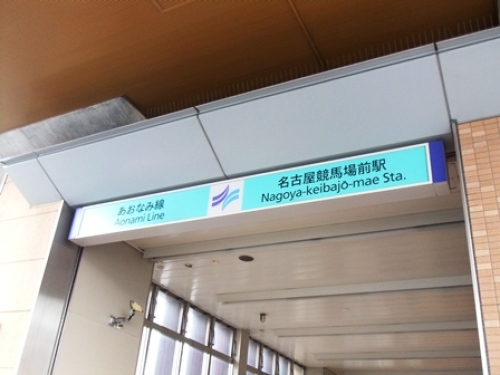 あおなみ線
Aonami Line
名古屋競馬場前駅
Nagoya-keibajō-mae Sta.